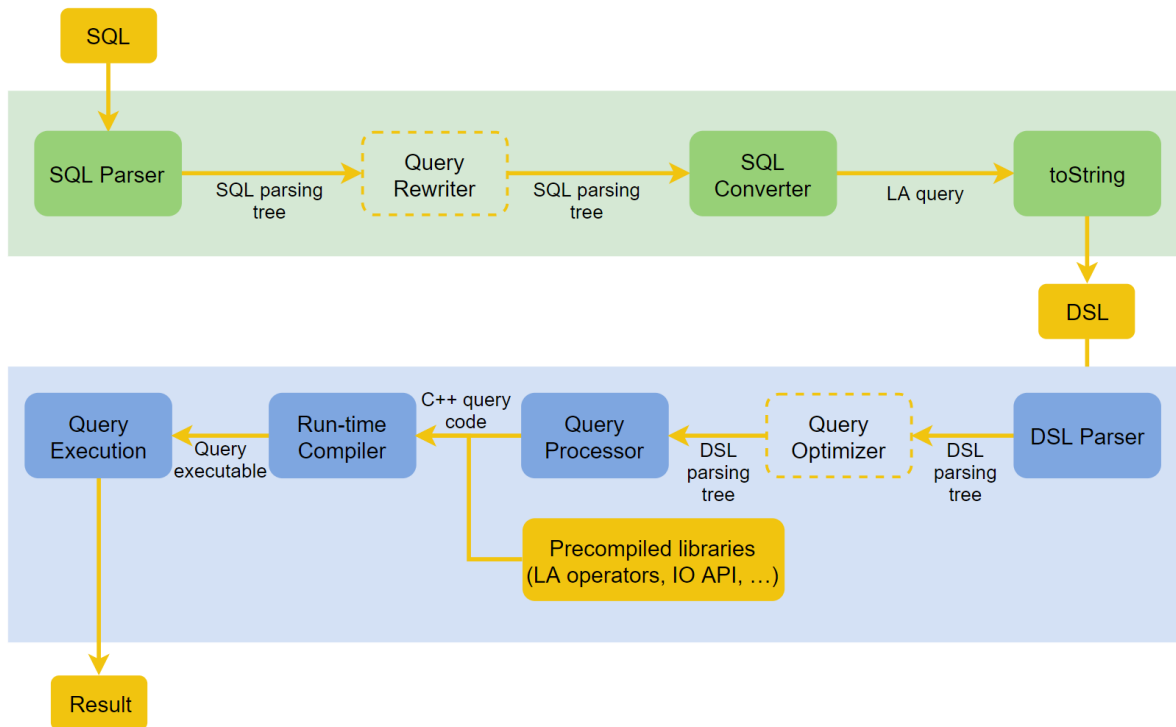 SQL
SQL Parser
SQL parsing
tree
Query
Rewriter
SQL parsing
tree
SQL
Converter
LA query
toString
DSL
DSL Parser
DSL
parsing
tree
Query
Optimizer
DSL
parsing
tree
Query
Processor
C++ query
code
Precompiled libraries
(LA operators, IO API, …)
Run-time
Compiler
Query
executable
Query
Execution
Result